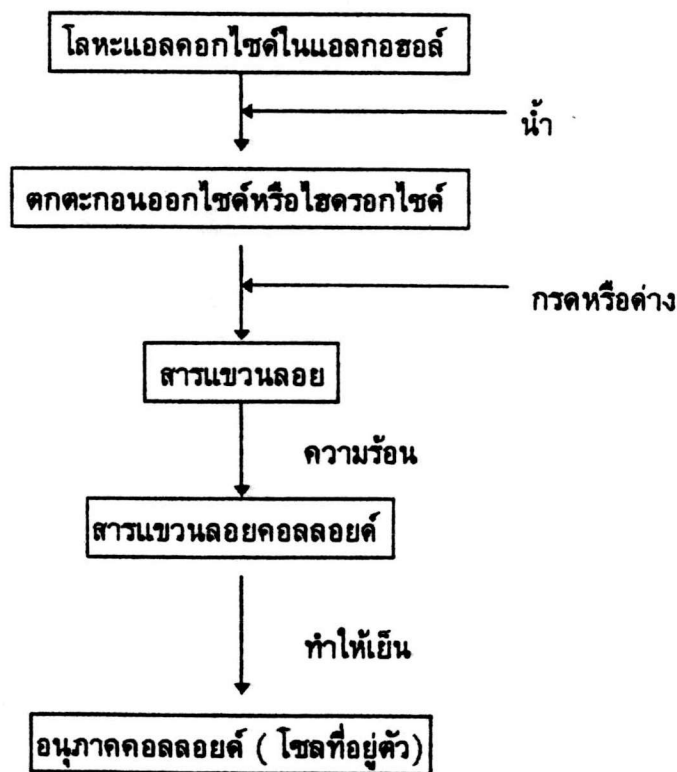 โลหะแอลคอกไซด์ในแอลกอฮอล์
น้ำ
ตกตะกอนออกไซด์หรือไฮดรอกไซด์
กรดหรือด่าง
สารแขวนลอย
ความร้อน
สารแขวนลอยคอลลอยด์
ทำให้เย็น
อนุภาคคอลลอยด์ ( โซลที่อยู่ตัว)